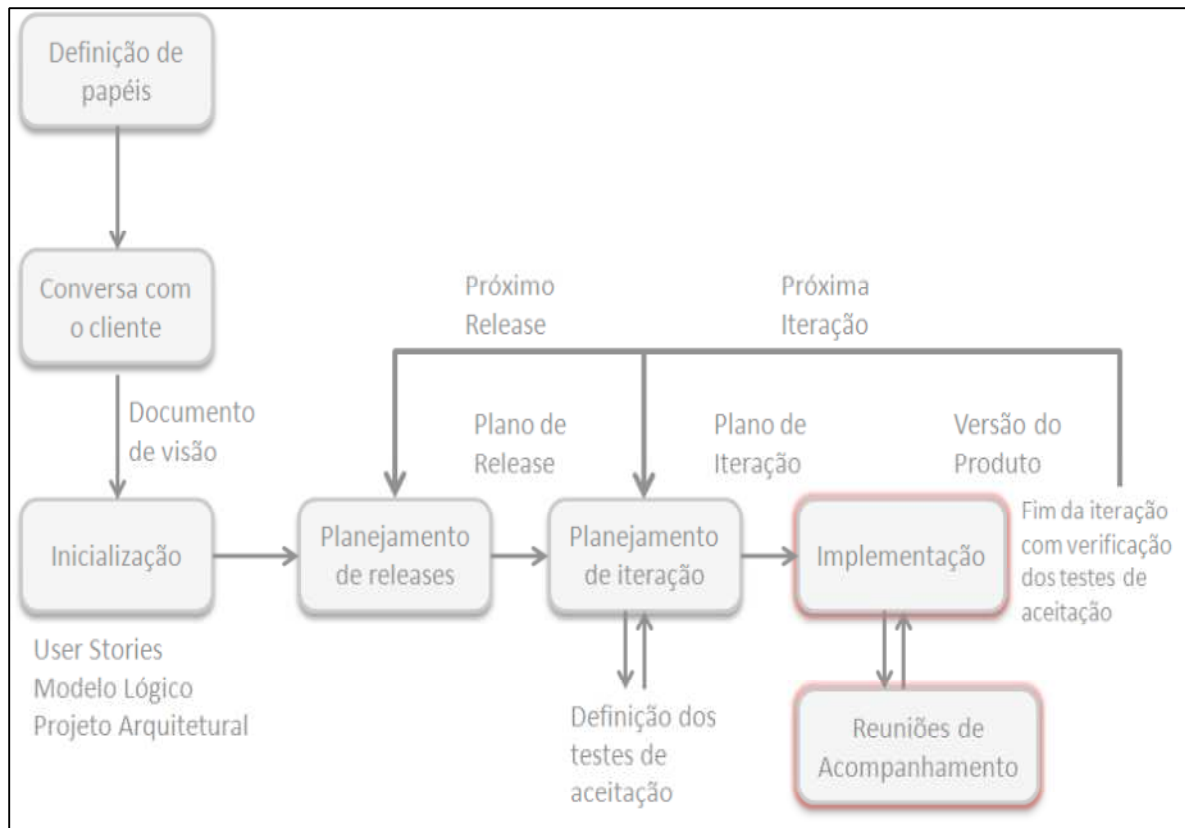 Definição de
papéis
Conversa com
o cliente
Próximo
Release
Próxima
Iteração
Documento
de visão
Plano de
Release
Plano de
Iteração
Versão do
Produto
Inicialização
Planejamento
de releases
Planejamento
de iteração
Implementação
Fim da iteração
com verificação
dos testes de
aceitação
User Stories
Modelo Lógico
Projeto Arquitetural
Definição dos
testes de
aceitação
Reuniões de
Acompanhamento